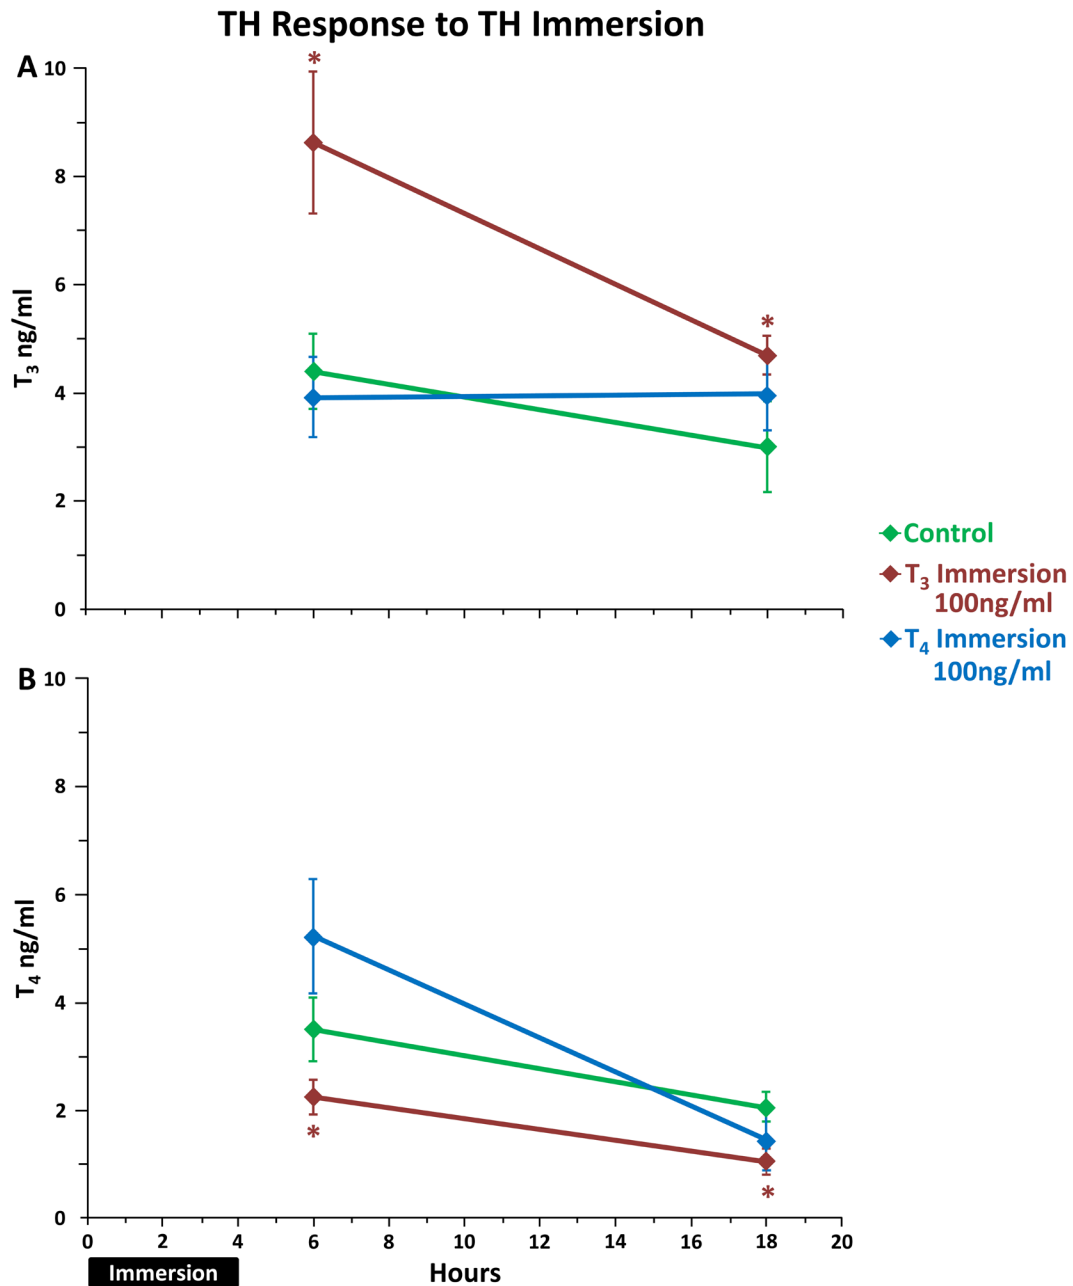 TH Response to TH Immersion
A
10
*
8
6
*
4
2
0
T₃ ng/ml
Control
T₃ Immersion
100ng/ml
T₄ Immersion
100ng/ml
B
10
8
6
4
2
0
T₄ ng/ml
*
*
0 2 4 6 8 10 12 14 16 18 20
Immersion
Hours